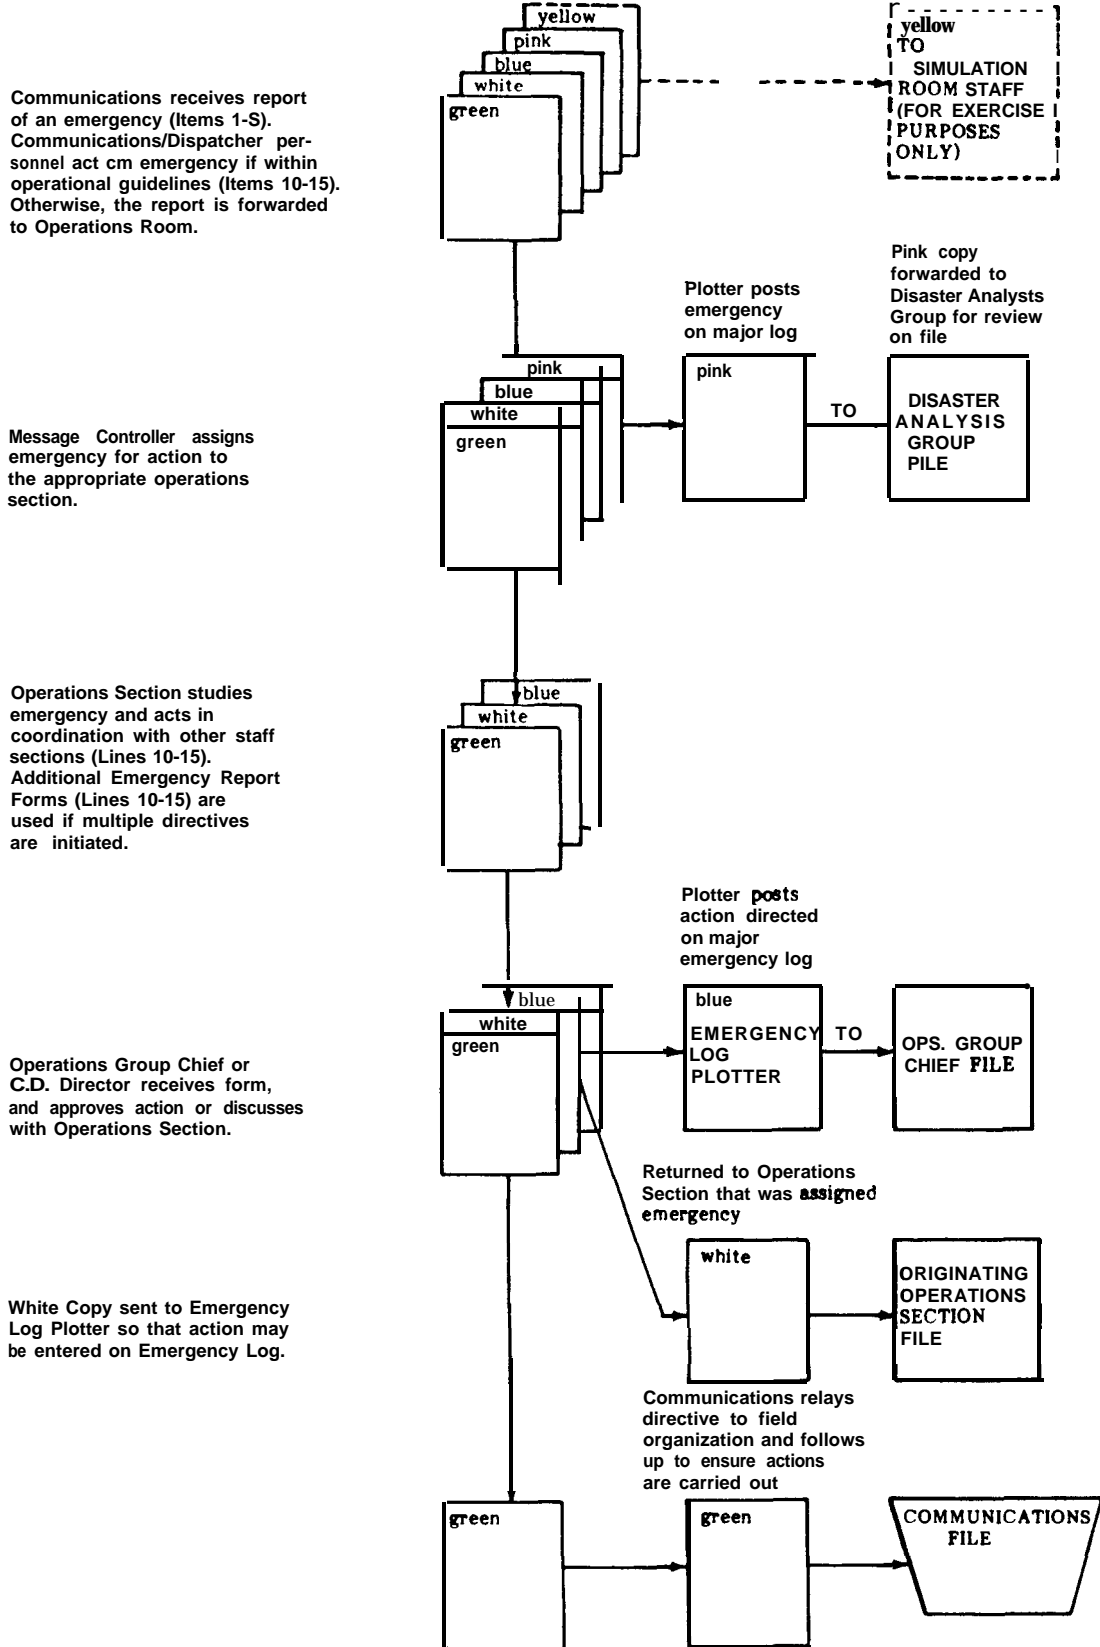 yellow
pink
blue
white
green
yellow
TO
SIMULATION
ROOM STAFF
(FOR EXERCISE
PURPOSES
ONLY)
Communications receives report
of an emergency (Items 1-S).
Communications/Dispatcher per-
sonnel act cm emergency if within
operational guidelines (Items 10-15).
Otherwise, the report is forwarded
to Operations Room.
Plotter posts
emergency
on major log
Pink copy
forwarded to
Disaster Analysts
Group for review
on file
Message Controller assigns
emergency for action to
the appropriate operations
section.
pink
blue
white
green
pink
TO
DISASTER
ANALYSIS
GROUP
PILE
Operations Section studies
emergency and acts in
coordination with other staff
sections (Lines 10-15).
Additional Emergency Report
Forms (Lines 10-15) are
used if multiple directives
are initiated.
blue
white
green
Plotter posts
action directed
on major
emergency log
Operations Group Chief or
C.D. Director receives form,
and approves action or discusses
with Operations Section.
blue
white
green
blue
EMERGENCY
LOG
PLOTTER
TO
OPS. GROUP
CHIEF FILE
Returned to Operations
Section that was assigned
emergency
White Copy sent to Emergency
Log Plotter so that action may
be entered on Emergency Log.
white
ORIGINATING
OPERATIONS
SECTION
FILE
Communications relays
directive to field
organization and follows
up to ensure actions
are carried out
green
green
COMMUNICATIONS
FILE